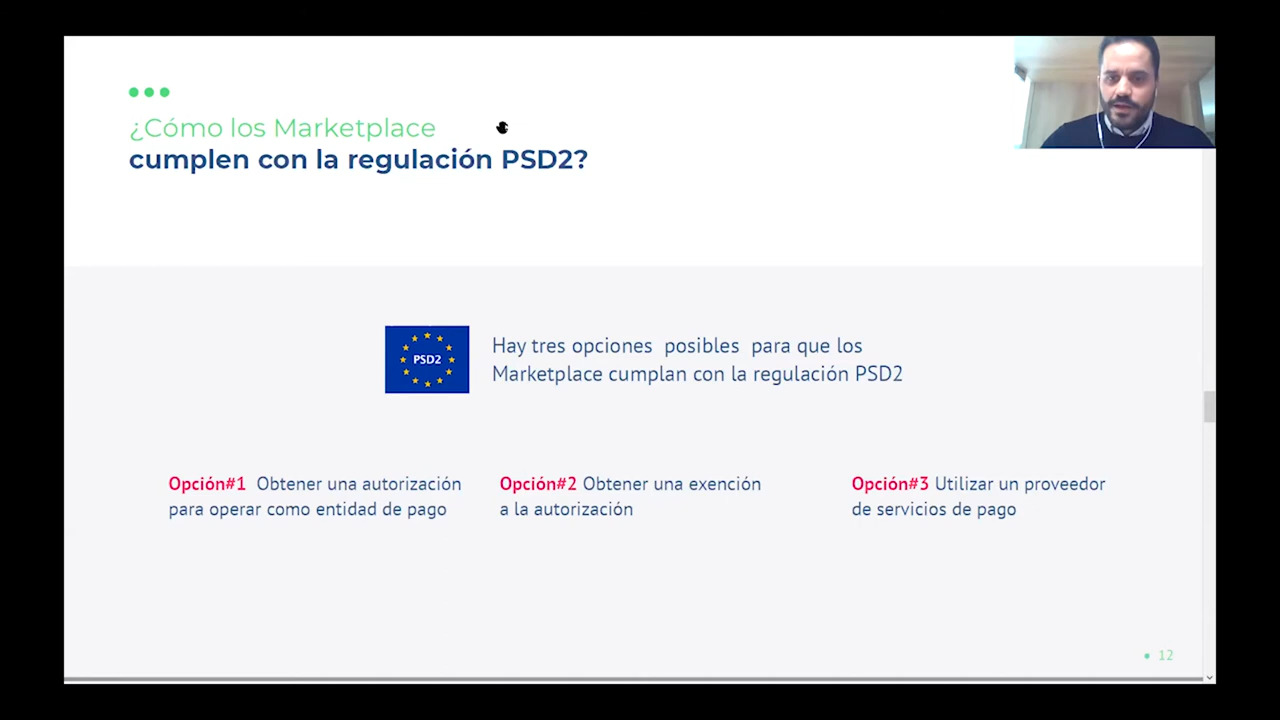 ¿Cómo los Marketplace
cumplen con la regulación PSD2?
PSD2
Hay tres opciones posibles para que los
Marketplace cumplan con la regulación PSD2
Opción#1 Obtener una autorización
para operar como entidad de pago
Opción#2 Obtener una exención
a la autorización
Opción#3 Utilizar un proveedor
de servicios de pago
12